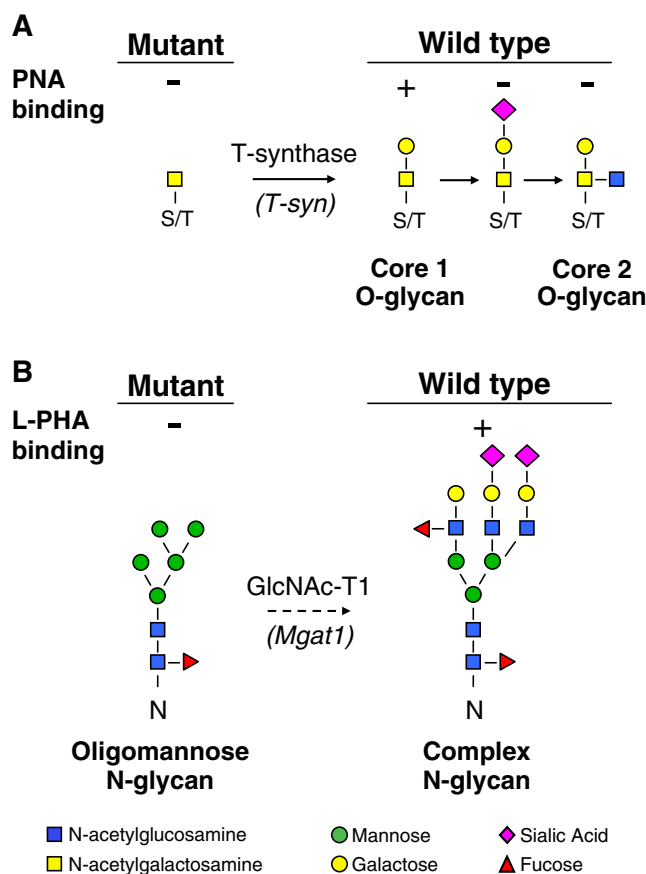 A
Mutant Wild type
PNA binding
- + - -
T-synthase
(T-syn)
S/T S/T S/T S/T
Core 1 Core 2
O-glycan O-glycan
B
Mutant Wild type
L-PHA binding
- +
GlcNAc-T1
(Mgat1)
N N
Oligomannose Complex
N-glycan N-glycan
N-acetylglucosamine Mannose Sialic Acid
N-acetylgalactosamine Galactose Fucose